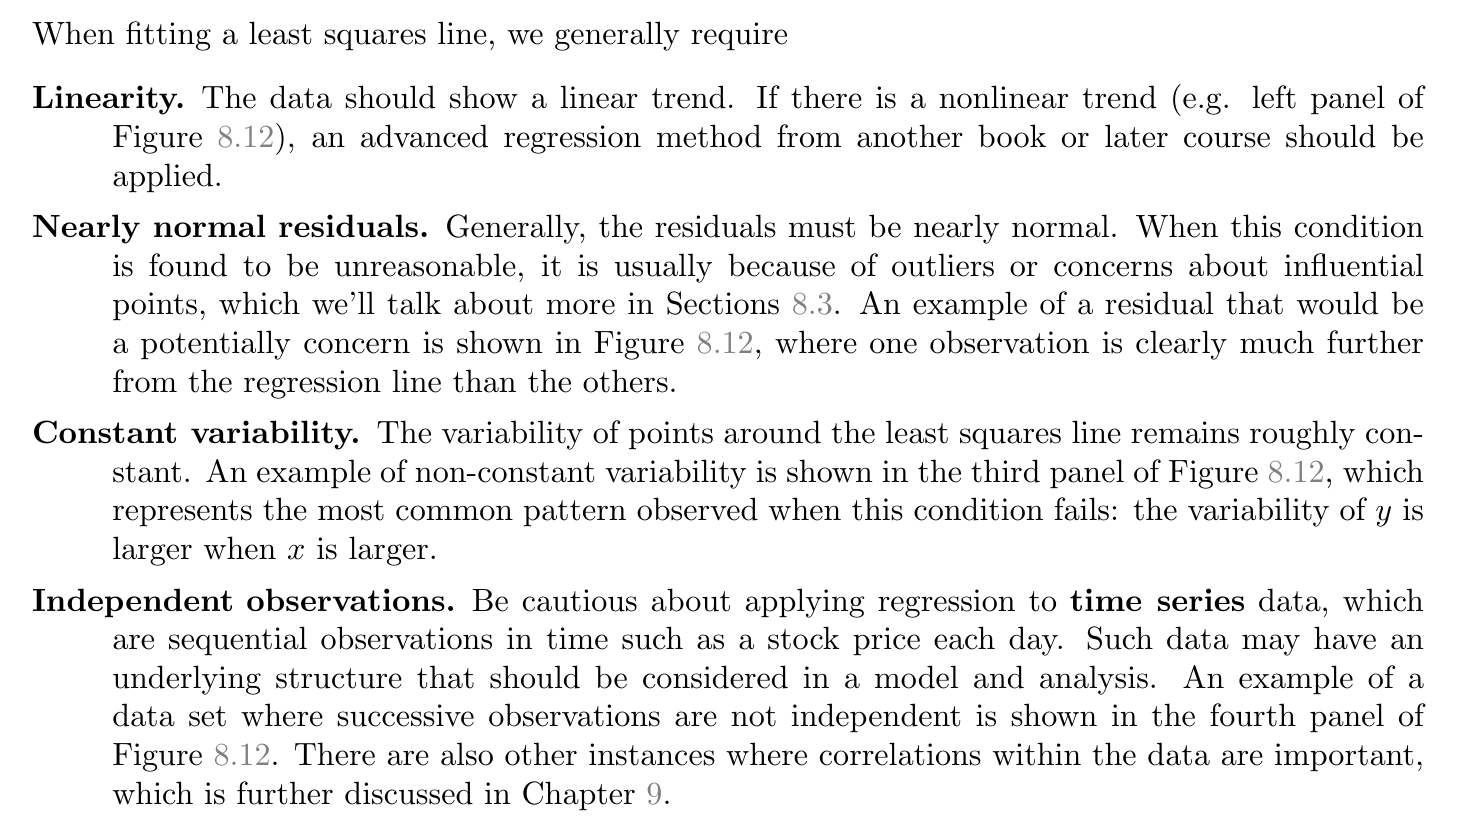 When fitting a least squares line, we generally require
Linearity. The data should show a linear trend. If there is a nonlinear trend (e.g. left panel of
Figure 8.12), an advanced regression method from another book or later course should be
applied.
Nearly normal residuals. Generally, the residuals must be nearly normal. When this condition
is found to be unreasonable, it is usually because of outliers or concerns about influential
points, which we'll talk about more in Sections 8.3. An example of a residual that would be
a potentially concern is shown in Figure 8.12, where one observation is clearly much further
from the regression line than the others.
Constant variability. The variability of points around the least squares line remains roughly con-
stant. An example of non-constant variability is shown in the third panel of Figure 8.12, which
represents the most common pattern observed when this condition fails: the variability of y is
larger when x is larger.
Independent observations. Be cautious about applying regression to time series data, which
are sequential observations in time such as a stock price each day. Such data may have an
underlying structure that should be considered in a model and analysis. An example of a
data set where successive observations are not independent is shown in the fourth panel of
Figure 8.12. There are also other instances where correlations within the data are important,
which is further discussed in Chapter 9.